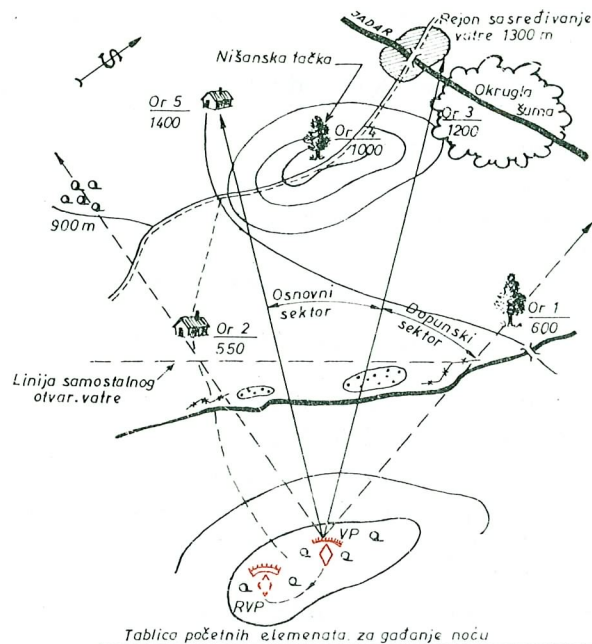 JADAR
Rejon sasređivanje
vatre 1300 m
Nišanska tačka
S
Or 5
1400
Okrugla
šuma
Or 3
1200
Or 4
1000
900 m
Osnovni
sektor
Dopunski
sektor
Or 1
600
Or 2
550
Linija samostalnog
otvar. vatre
VP
RVP
Tablica početnih elemenata za gađanje noću